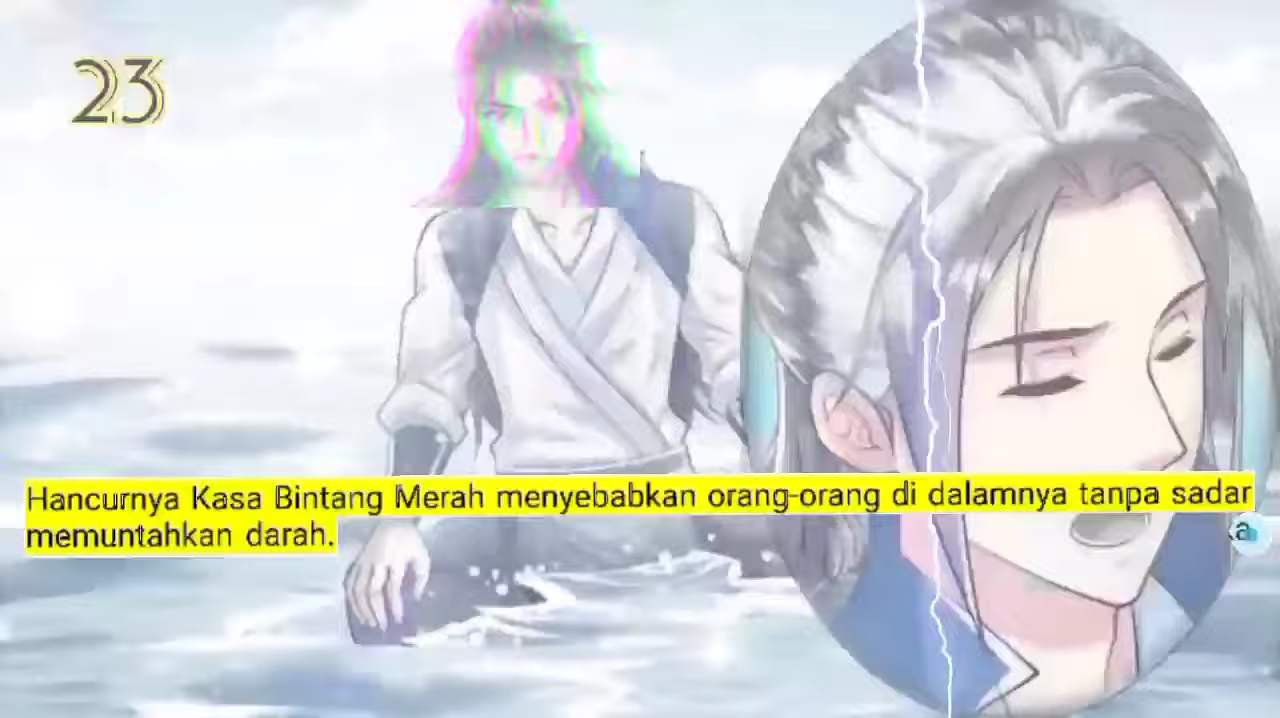 23
Hancurnya Kasa Bintang Merah menyebabkan orang-orang di dalamnya tanpa sadar
memuntahkan darah.